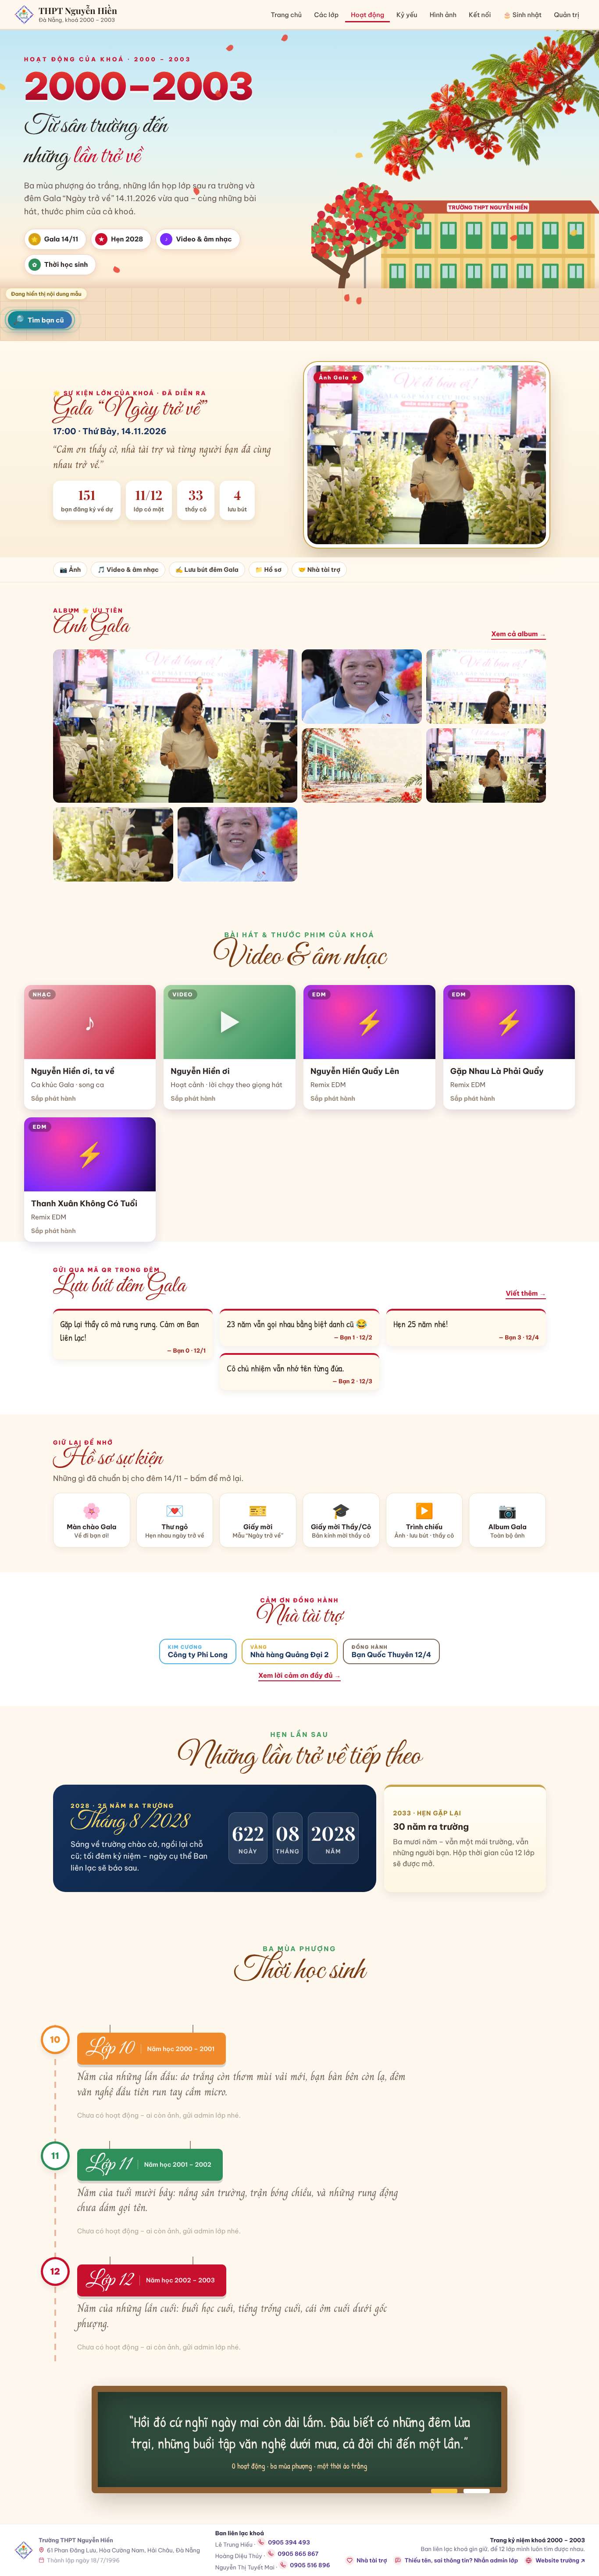 THPT Nguyễn Hiền
Đà Nẵng, khoá 2000 – 2003
Trang chủ
Các lớp
Hoạt động
Kỷ yếu
Hình ảnh
Kết nối
Sinh nhật
Quản trị
HOẠT ĐỘNG CỦA KHOÁ · 2000 – 2003
2000–2003
Từ sân trường đến
những lần trở về
Ba mùa phượng áo trắng, những lần họp lớp sau ra trường và
đêm Gala “Ngày trở về” 14.11.2026 vừa qua – cùng những bài
hát, thước phim của cả khoá.
Gala 14/11
Hẹn 2028
Video & âm nhạc
Thời học sinh
TRƯỜNG THPT NGUYỄN HIỀN
Đang hiển thị nội dung mẫu
Tìm bạn cũ
SỰ KIỆN LỚN CỦA KHOÁ · ĐÃ DIỄN RA
Gala “Ngày trở về”
17:00 · Thứ Bảy, 14.11.2026
“Cảm ơn thầy cô, nhà tài trợ và từng người bạn đã cùng
nhau trở về.”
151
bạn đăng ký về dự
11/12
lớp có mặt
33
thầy cô
4
lưu bút
Ảnh Gala
Về đi bạn ơi!
Ảnh
Video & âm nhạc
Lưu bút đêm Gala
Hồ sơ
Nhà tài trợ
ALBUM ƯU TIÊN
Ảnh Gala
Xem cả album →
Về đi bạn ơi!
BÀI HÁT & THƯỚC PHIM CỦA KHOÁ
Video & âm nhạc
NHẠC
Nguyễn Hiền ơi, ta về
Ca khúc Gala · song ca
Sắp phát hành
VIDEO
Nguyễn Hiền ơi
Hoạt cảnh · lời chạy theo giọng hát
Sắp phát hành
EDM
Nguyễn Hiền Quẩy Lên
Remix EDM
Sắp phát hành
EDM
Gặp Nhau Là Phải Quẩy
Remix EDM
Sắp phát hành
EDM
Thanh Xuân Không Có Tuổi
Remix EDM
Sắp phát hành
GỬI QUA MÃ QR TRONG ĐÊM
Lưu bút đêm Gala
Viết thêm →
Gặp lại thầy cô mà rưng rưng. Cảm ơn Ban
liên lạc!
— Bạn 0 · 12/1
23 năm vẫn gọi nhau bằng biệt danh cũ 😂
— Bạn 1 · 12/2
Hẹn 25 năm nhé!
— Bạn 3 · 12/4
Cô chủ nhiệm vẫn nhớ tên từng đứa.
— Bạn 2 · 12/3
GIỮ LẠI ĐỂ NHỚ
Hồ sơ sự kiện
Những gì đã chuẩn bị cho đêm 14/11 – bấm để mở lại.
Màn chào Gala
Về đi bạn ơi!
Thư ngỏ
Hẹn nhau ngày trở về
Giấy mời
Mẫu “Ngày trở về”
Giấy mời Thầy/Cô
Bản kính mời thầy cô
Trình chiếu
Ảnh · lưu bút · thầy cô
Album Gala
Toàn bộ ảnh
CẢM ƠN ĐỒNG HÀNH
Nhà tài trợ
KIM CƯƠNG
Công ty Phi Long
VÀNG
Nhà hàng Quảng Đại 2
ĐỒNG HÀNH
Bạn Quốc Thuyên 12/4
Xem lời cảm ơn đầy đủ →
HẸN LẦN SAU
Những lần trở về tiếp theo
2028 · 25 NĂM RA TRƯỜNG
Tháng 8/2028
Sáng về trường chào cờ, ngồi lại chỗ
cũ; tối đêm kỷ niệm – ngày cụ thể Ban
liên lạc sẽ báo sau.
622
NGÀY
08
THÁNG
2028
NĂM
2033 · HẸN GẶP LẠI
30 năm ra trường
Ba mươi năm – vẫn một mái trường, vẫn
những người bạn. Hộp thời gian của 12 lớp
sẽ được mở.
BA MÙA PHƯỢNG
Thời học sinh
10
Lớp 10
Năm học 2000 – 2001
Năm của những lần đầu: áo trắng còn thơm mùi vải mới, bạn bàn bên còn lạ, đêm
văn nghệ đầu tiên run tay cầm micro.
Chưa có hoạt động – ai còn ảnh, gửi admin lớp nhé.
11
Lớp 11
Năm học 2001 – 2002
Năm của tuổi mười bảy: nắng sân trường, trận bóng chiều, và những rung động
chưa dám gọi tên.
Chưa có hoạt động – ai còn ảnh, gửi admin lớp nhé.
12
Lớp 12
Năm học 2002 – 2003
Năm của những lần cuối: buổi học cuối, tiếng trống cuối, cái ôm cuối dưới gốc
phượng.
Chưa có hoạt động – ai còn ảnh, gửi admin lớp nhé.
“Hồi đó cứ nghĩ ngày mai còn dài lắm. Đâu biết có những đêm lửa
trại, những buổi tập văn nghệ dưới mưa, cả đời chỉ đến một lần.”
0 hoạt động · ba mùa phượng · một thời áo trắng
Trường THPT Nguyễn Hiền
61 Phan Đăng Lưu, Hòa Cường Nam, Hải Châu, Đà Nẵng
Thành lập ngày 18/7/1996
Ban liên lạc khoá
Lê Trung Hiếu · 0905 394 493
Hoàng Diệu Thúy · 0905 865 867
Nguyễn Thị Tuyết Mai · 0905 516 896
Trang kỷ niệm khoá 2000 – 2003
Ban liên lạc khoá gìn giữ, để 12 lớp mình luôn tìm được nhau.
Nhà tài trợ
Thiếu tên, sai thông tin? Nhắn admin lớp
Website trường ↗